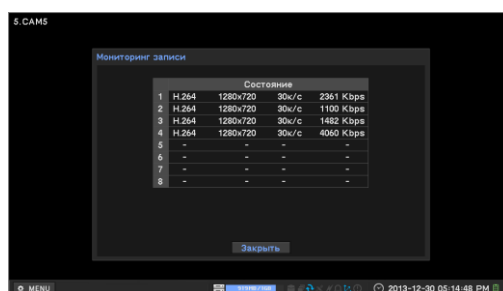 5.CAM5
Мониторинг записи
Состояние
1 H.264 1280x720 30к/с 2361 Kbps
2 H.264 1280x720 30к/с 1100 Kbps
3 H.264 1280x720 30к/с 1482 Kbps
4 H.264 1280x720 30к/с 4060 Kbps
5 - - - -
6 - - - -
7 - - - -
8 - - - -
Закрыть
MENU 2013-12-30 05:14:48 PM